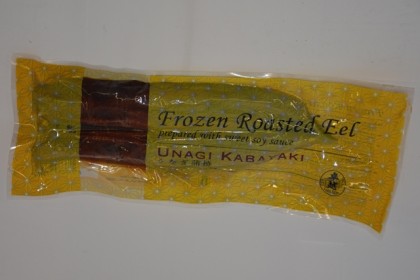 Frozen Roasted Eel
prepared with sweet soy sauce
UNAGI KABAYAKI